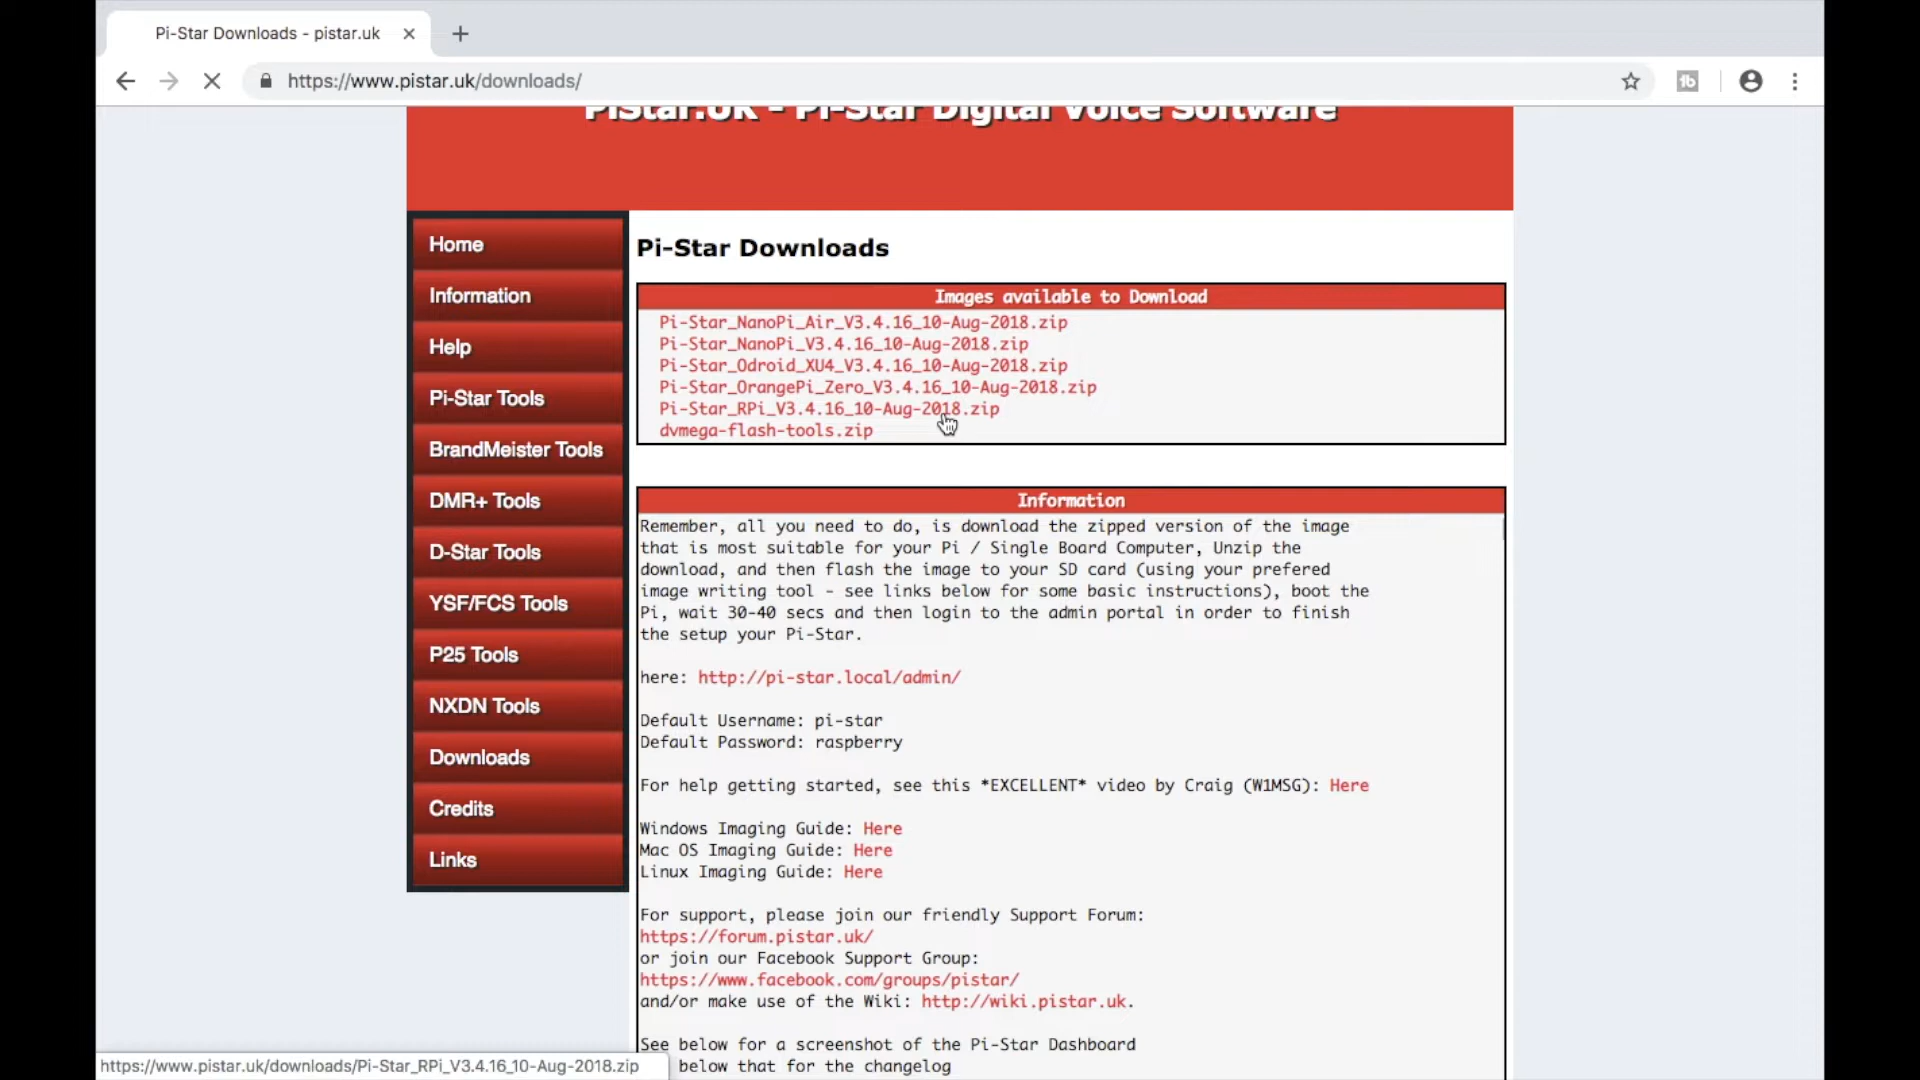 Pi-Star Downloads - pistar.uk
https://www.pistar.uk/downloads/
PiStar.UK - Pi-Star Digital Voice Software
Home
Information
Help
Pi-Star Tools
BrandMeister Tools
DMR+ Tools
D-Star Tools
YSF/FCS Tools
P25 Tools
NXDN Tools
Downloads
Credits
Links
Pi-Star Downloads
Images available to Download
Pi-Star_NanoPi_Air_V3.4.16_10-Aug-2018.zip
Pi-Star_NanoPi_V3.4.16_10-Aug-2018.zip
Pi-Star_Odroid_XU4_V3.4.16_10-Aug-2018.zip
Pi-Star_OrangePi_Zero_V3.4.16_10-Aug-2018.zip
Pi-Star_RPi_V3.4.16_10-Aug-2018.zip
dvmega-flash-tools.zip
Information
Remember, all you need to do, is download the zipped version of the image
that is most suitable for your Pi / Single Board Computer, Unzip the
download, and then flash the image to your SD card (using your prefered
image writing tool - see links below for some basic instructions), boot the
Pi, wait 30-40 secs and then login to the admin portal in order to finish
the setup your Pi-Star.
here: http://pi-star.local/admin/
Default Username: pi-star
Default Password: raspberry
For help getting started, see this *EXCELLENT* video by Craig (W1MSG): Here
Windows Imaging Guide: Here
Mac OS Imaging Guide: Here
Linux Imaging Guide: Here
For support, please join our friendly Support Forum:
https://forum.pistar.uk/
or join our Facebook Support Group:
https://www.facebook.com/groups/pistar/
and/or make use of the Wiki: http://wiki.pistar.uk.
See below for a screenshot of the Pi-Star Dashboard
below that for the changelog
https://www.pistar.uk/downloads/Pi-Star_RPi_V3.4.16_10-Aug-2018.zip